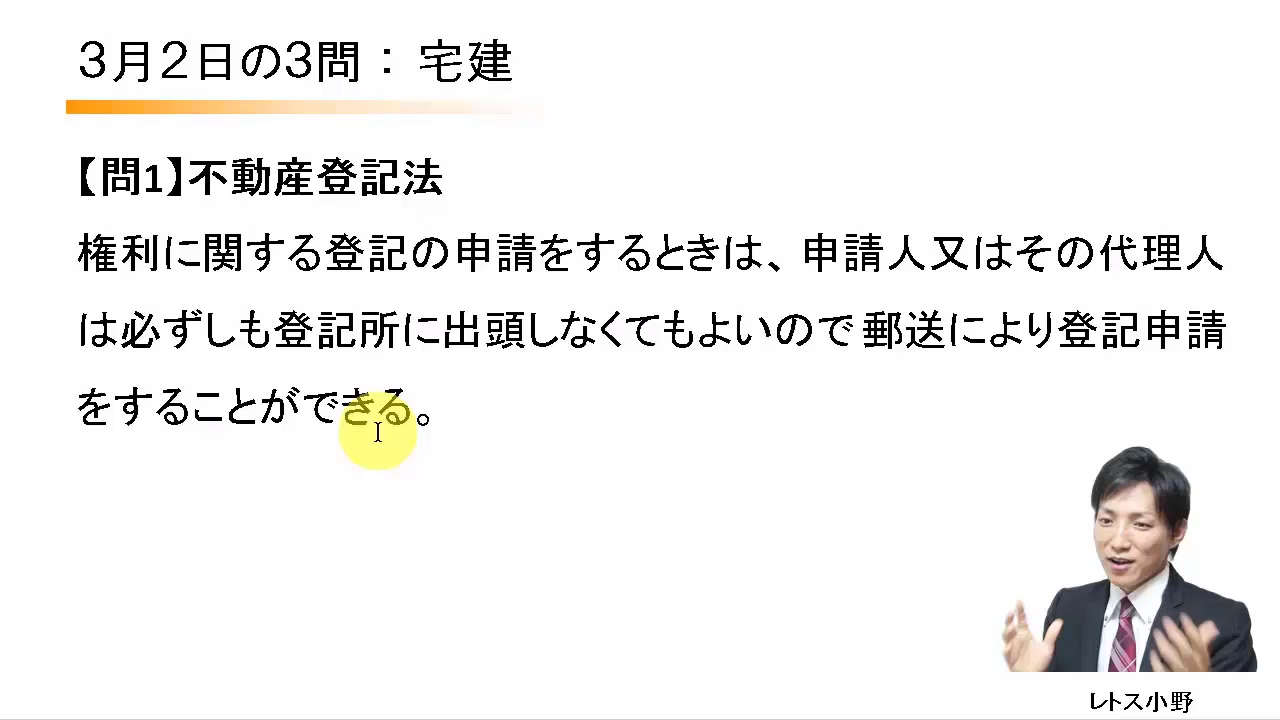 ３月２日の３問：宅建
【問1】不動産登記法
権利に関する登記の申請をするときは、申請人又はその代理人
は必ずしも登記所に出頭しなくてもよいので郵送により登記申請
をすることができる。
レトス小野